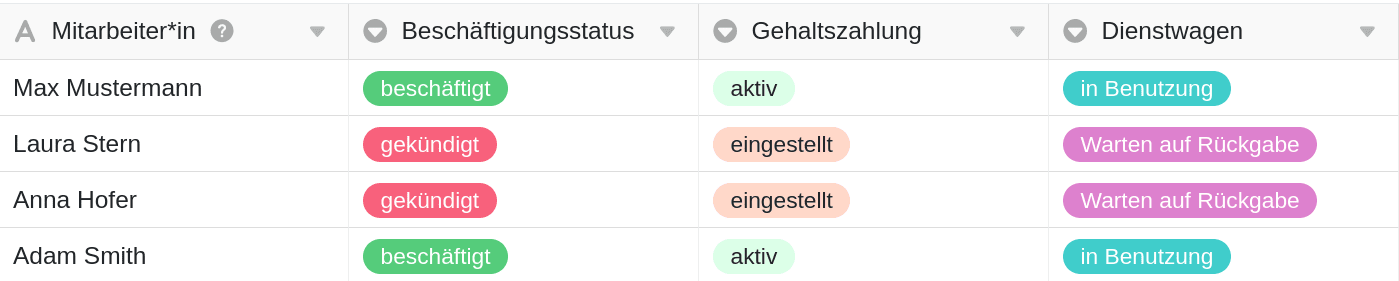 Mitarbeiter*in Beschäftigungsstatus Gehaltszahlung Dienstwagen
Max Mustermann beschäftigt aktiv in Benutzung
Laura Stern gekündigt eingestellt Warten auf Rückgabe
Anna Hofer gekündigt eingestellt Warten auf Rückgabe
Adam Smith beschäftigt aktiv in Benutzung